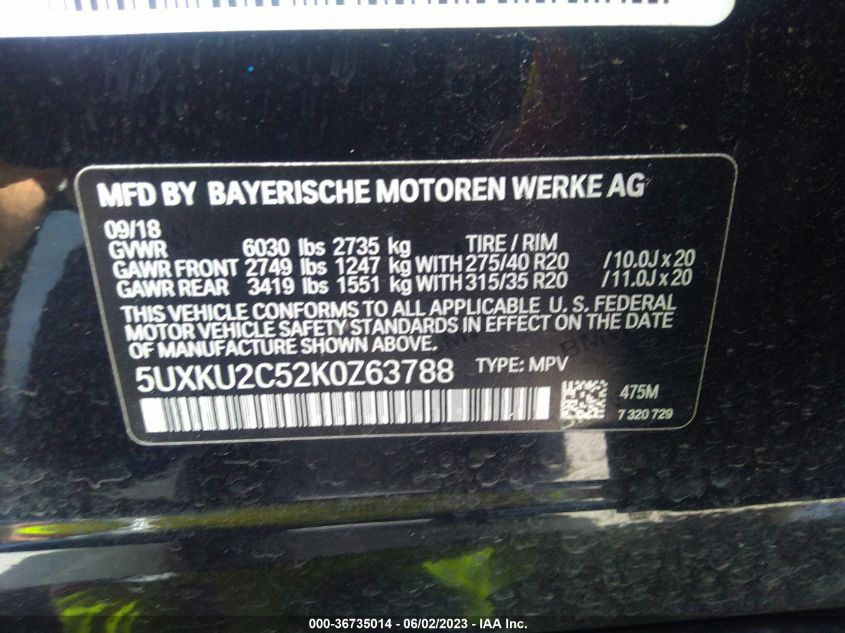 MFD BY BAYERISCHE MOTOREN WERKE AG
09/18
GVWR 6030 lbs 2735 kg TIRE / RIM
GAWR FRONT 2749 lbs 1247 kg WITH 275/40 R20 / 10.0J x 20
GAWR REAR 3419 lbs 1551 kg WITH 315/35 R20 / 11.0J x 20
THIS VEHICLE CONFORMS TO ALL APPLICABLE U. S. FEDERAL
MOTOR VEHICLE SAFETY STANDARDS IN EFFECT ON THE DATE
OF MANUFACTURE SHOWN ABOVE.
5UXKU2C52K0Z63788 TYPE: MPV
475M
7 320 729
000-36735014 - 06/02/2023 - IAA Inc.